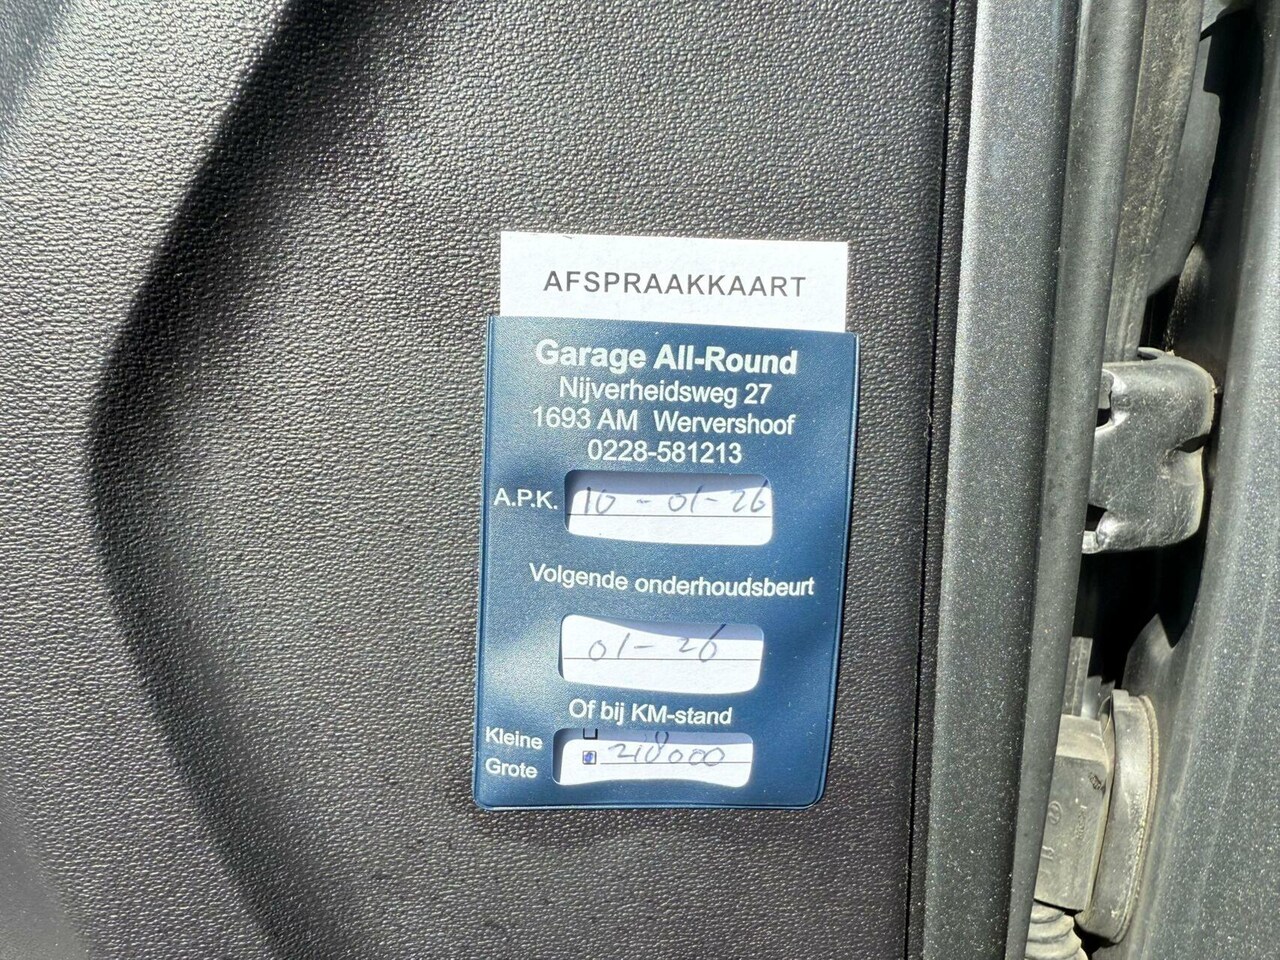 AFSPRAAKKAART
Garage All-Round
Nijverheidsweg 27
1693 AM Wervershoof
0228-581213
A.P.K. 10-01-26
Volgende onderhoudsbeurt
01-26
Of bij KM-stand
Kleine
Grote 218000